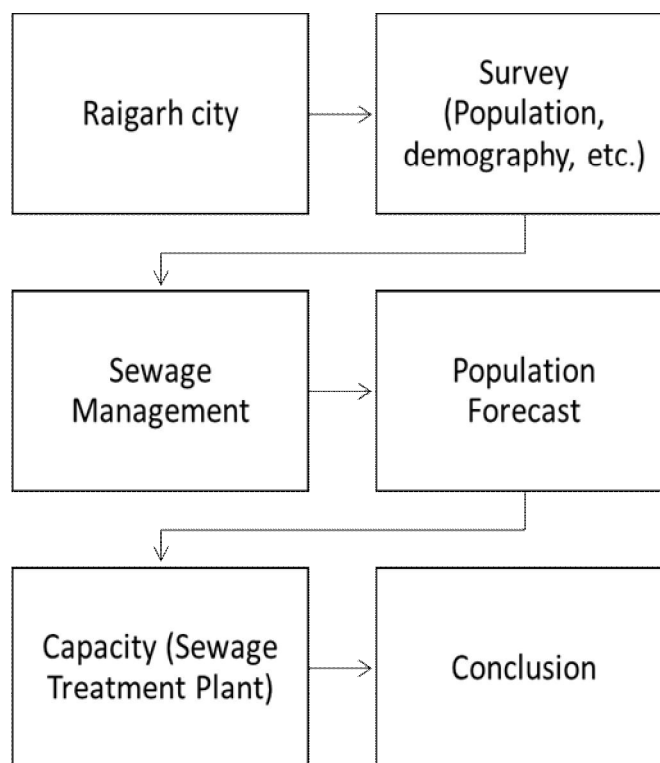 Raigarh city
Survey
(Population,
demography, etc.)
Sewage
Management
Population
Forecast
Capacity (Sewage
Treatment Plant)
Conclusion